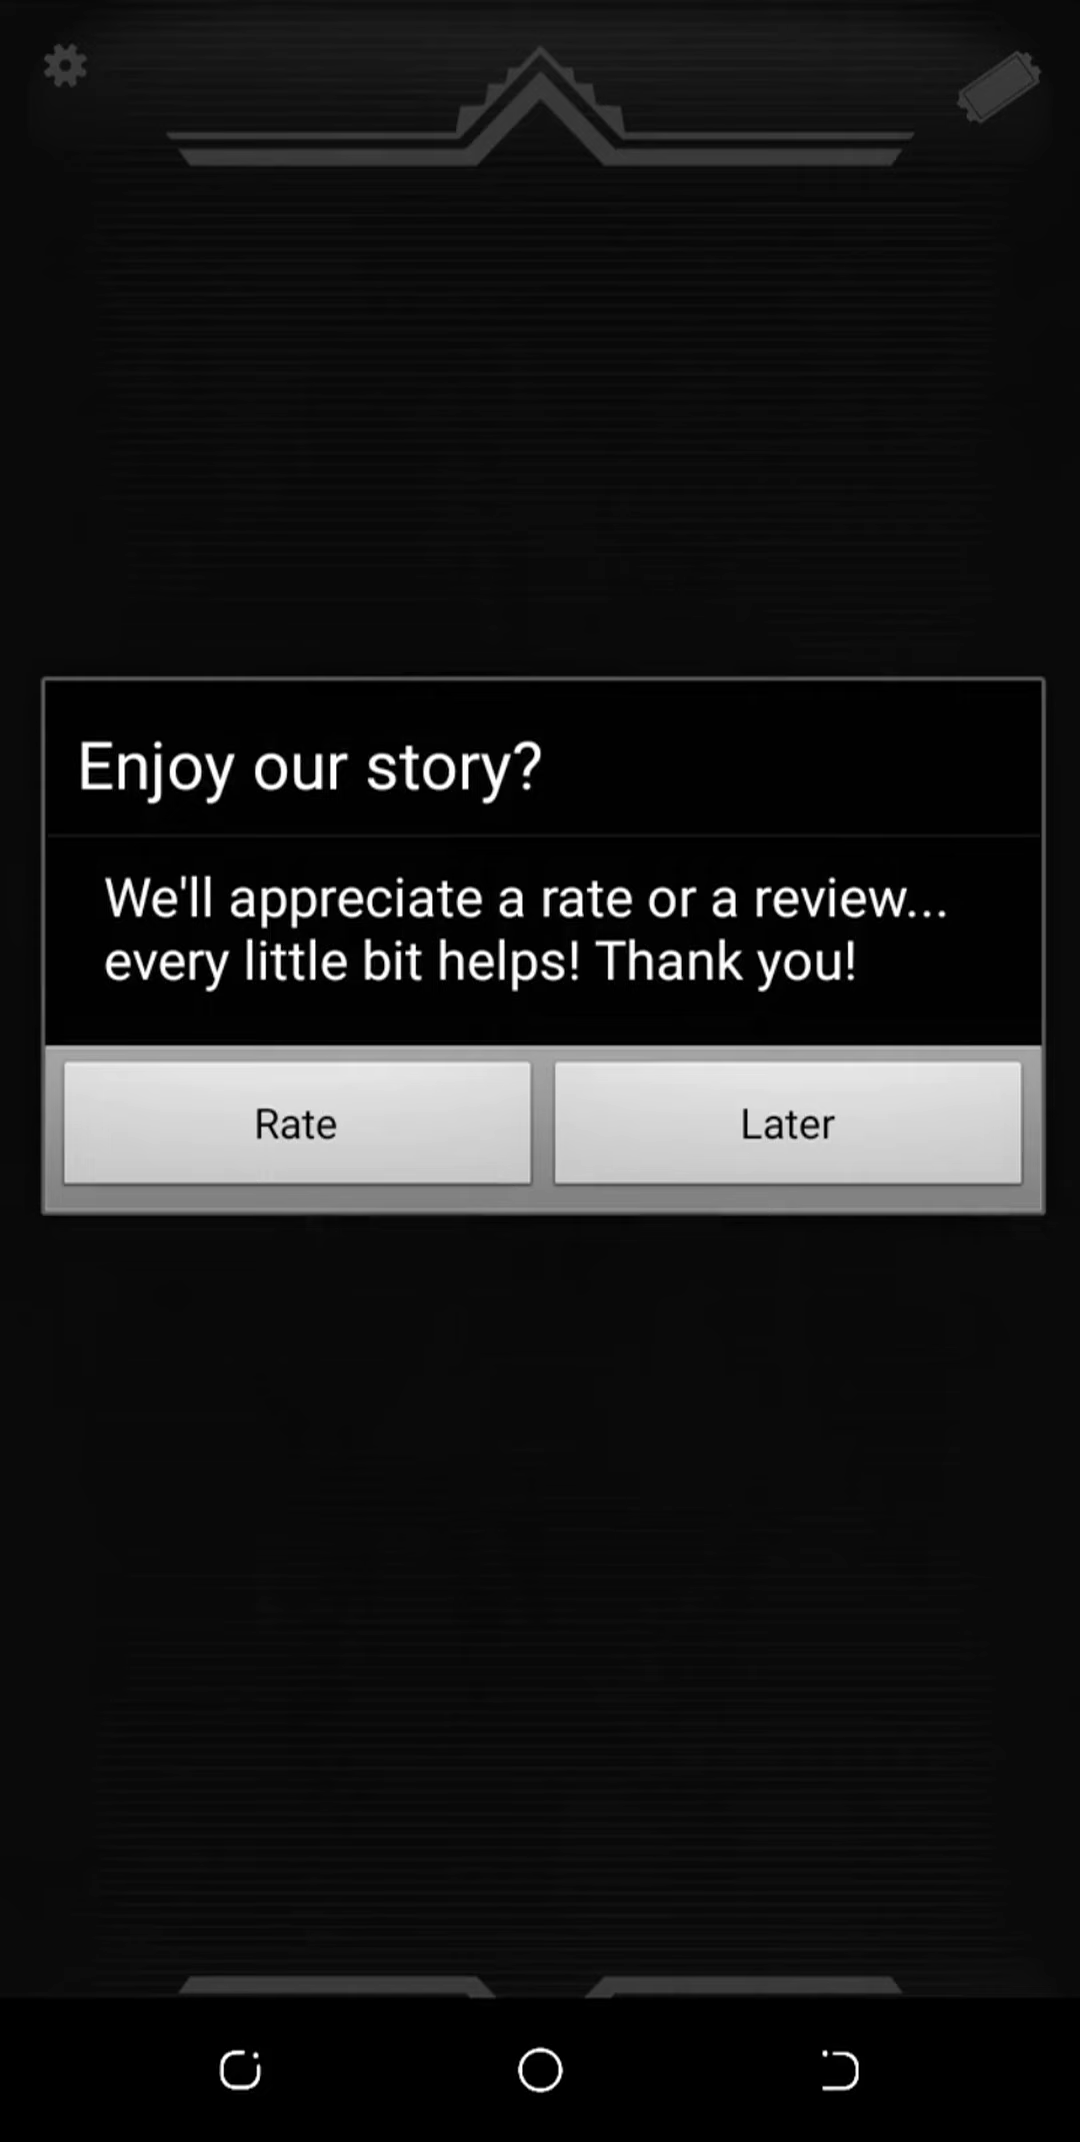 Enjoy our story?
We'll appreciate a rate or a review...
every little bit helps! Thank you!
Rate
Later